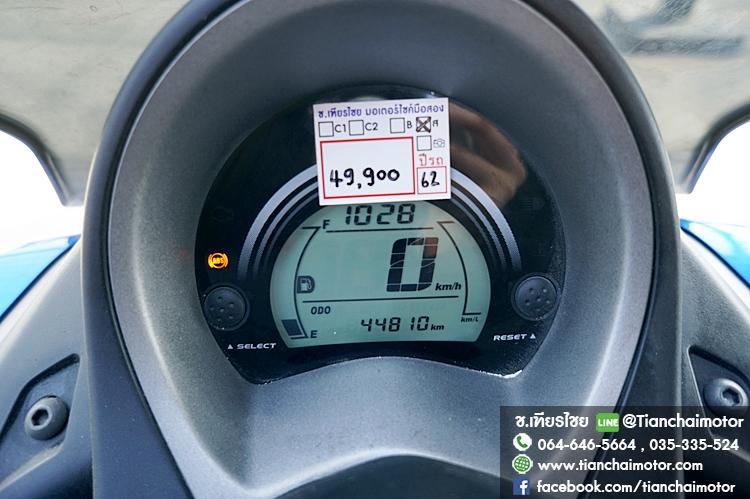 ช.เทียรไชย มอเตอร์ไซค์มือสอง
C1 C2 B ส
ปีรถ
49,900
62
1028
F
0
km/h
ODO
E
44810 km
km/L
ABS
▲ SELECT
RESET ▲
ช.เทียรไชย LINE @Tianchaimotor
064-646-5664 , 035-335-524
www.tianchaimotor.com
f facebook.com/tianchaimotor